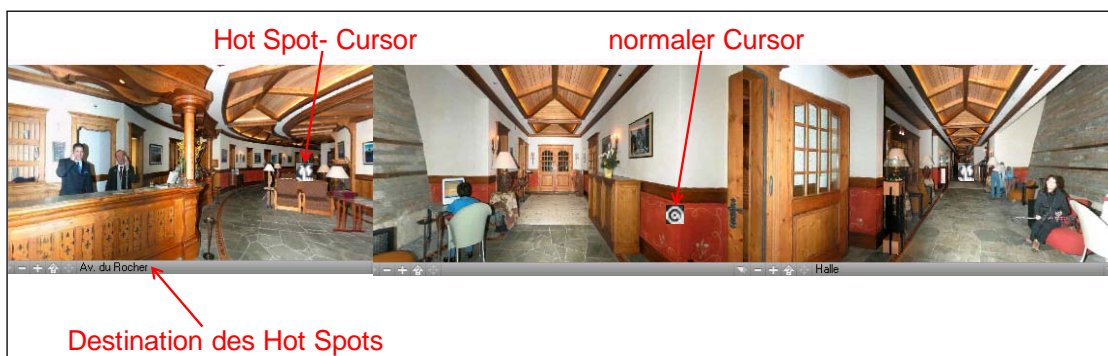 Hot Spot- Cursor
normaler Cursor
Av. du Rocher
Halle
Destination des Hot Spots